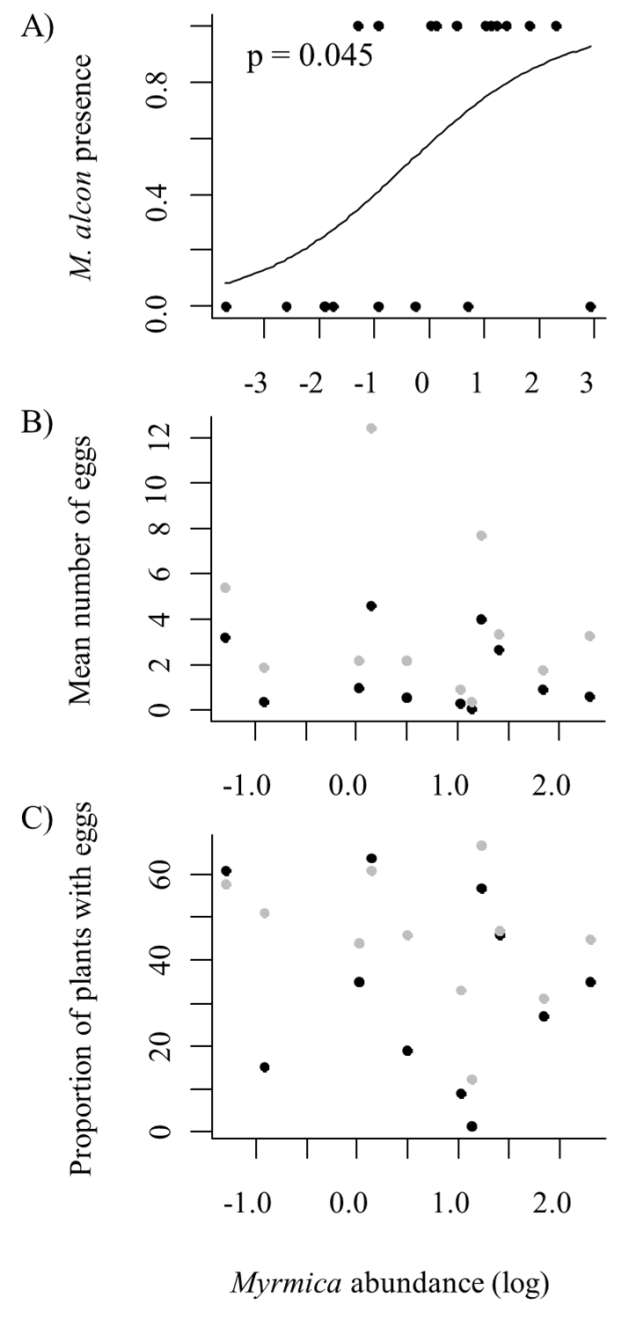 A)
p = 0.045
M. alcon presence
0.8
0.4
0.0
-3 -2 -1 0 1 2 3
B)
Mean number of eggs
12
10
8
6
4
2
0
-1.0 0.0 1.0 2.0
C)
Proportion of plants with eggs
60
40
20
0
-1.0 0.0 1.0 2.0
Myrmica abundance (log)